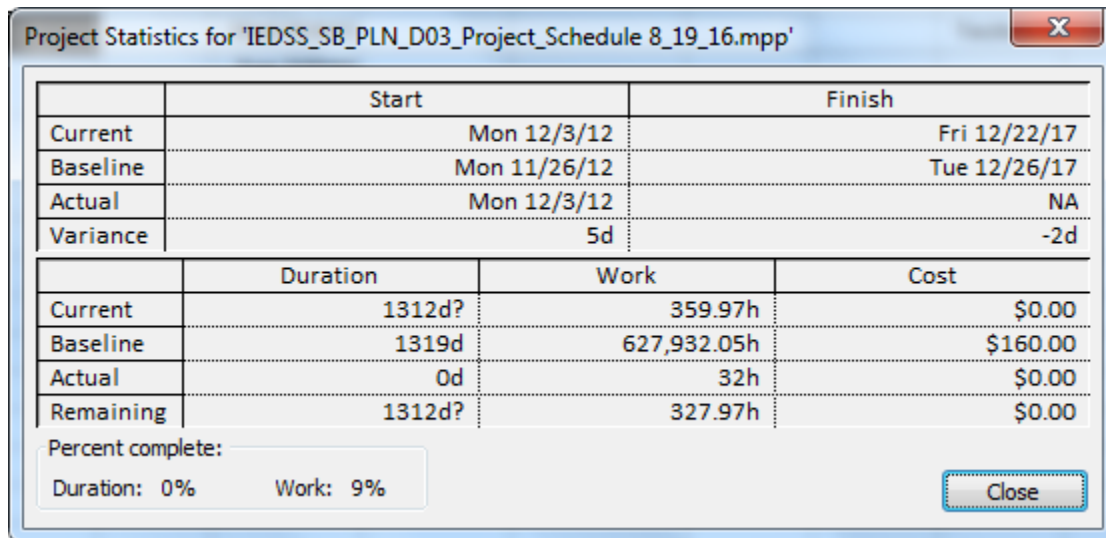 Project Statistics for 'IEDSS_SB_PLN_D03_Project_Schedule 8_19_16.mpp'
Start Finish
Current Mon 12/3/12 Fri 12/22/17
Baseline Mon 11/26/12 Tue 12/26/17
Actual Mon 12/3/12 NA
Variance 5d -2d
Duration Work Cost
Current 1312d? 359.97h $0.00
Baseline 1319d 627,932.05h $160.00
Actual 0d 32h $0.00
Remaining 1312d? 327.97h $0.00
Percent complete:
Duration: 0% Work: 9%
Close